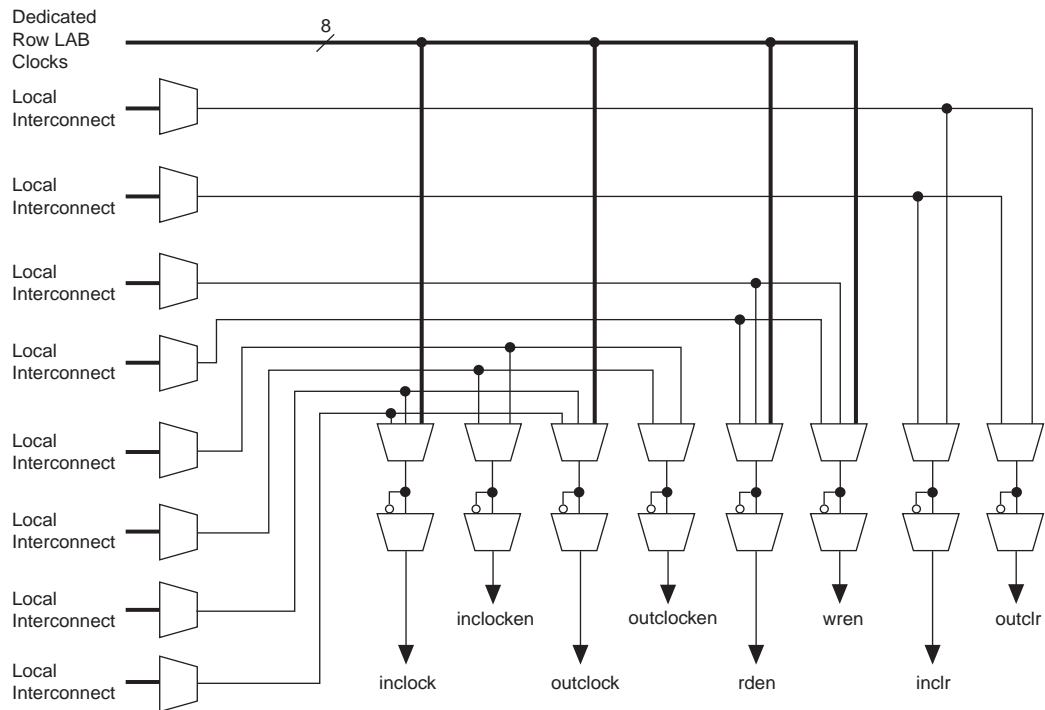 Dedicated
Row LAB
Clocks
8
Local
Interconnect
Local
Interconnect
Local
Interconnect
Local
Interconnect
Local
Interconnect
Local
Interconnect
Local
Interconnect
Local
Interconnect
inclocken
outclocken
wren
outclr
inclock
outclock
rden
inclr